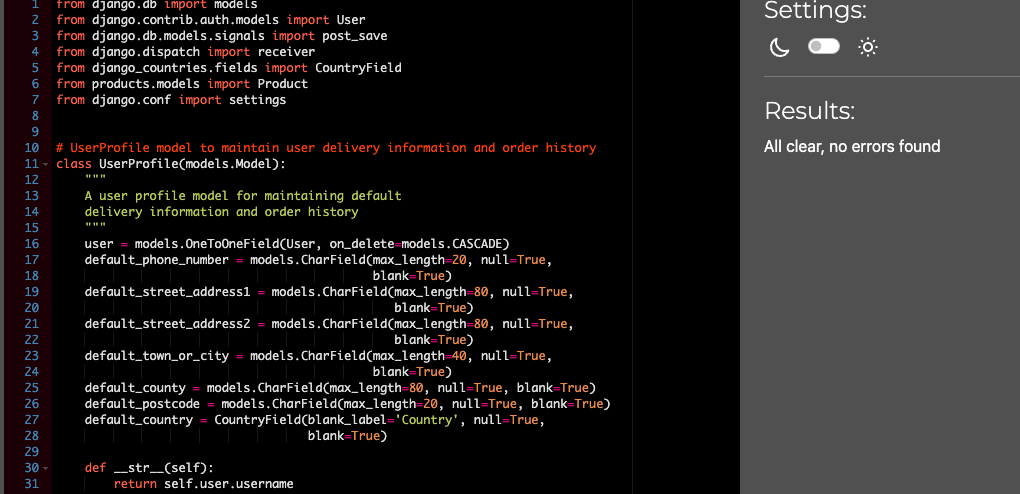 1 from django.db import models
2 from django.contrib.auth.models import User
3 from django.db.models.signals import post_save
4 from django.dispatch import receiver
5 from django_countries.fields import CountryField
6 from products.models import Product
7 from django.conf import settings
8
9
10 # UserProfile model to maintain user delivery information and order history
11 class UserProfile(models.Model):
12     """
13     A user profile model for maintaining default
14     delivery information and order history
15     """
16     user = models.OneToOneField(User, on_delete=models.CASCADE)
17     default_phone_number = models.CharField(max_length=20, null=True,
18                                             blank=True)
19     default_street_address1 = models.CharField(max_length=80, null=True,
20                                                blank=True)
21     default_street_address2 = models.CharField(max_length=80, null=True,
22                                                blank=True)
23     default_town_or_city = models.CharField(max_length=40, null=True,
24                                             blank=True)
25     default_county = models.CharField(max_length=80, null=True, blank=True)
26     default_postcode = models.CharField(max_length=20, null=True, blank=True)
27     default_country = CountryField(blank_label='Country', null=True,
28                                    blank=True)
29
30     def __str__(self):
31         return self.user.username
Settings:
Results:
All clear, no errors found